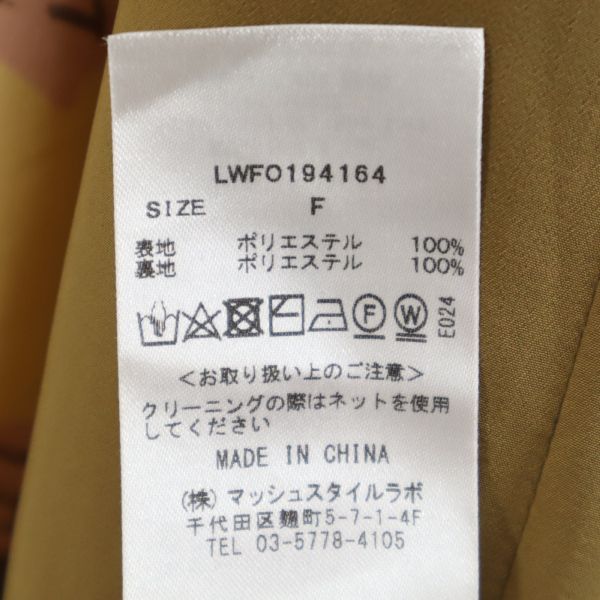 LWFO194164
SIZE F
表地 ポリエステル 100%
裏地 ポリエステル 100%
F W E024
<お取り扱い上のご注意>
クリーニングの際はネットを使用
してください
MADE IN CHINA
(株) マッシュスタイルラボ
千代田区麹町5-7-1-4F
TEL 03-5778-4105